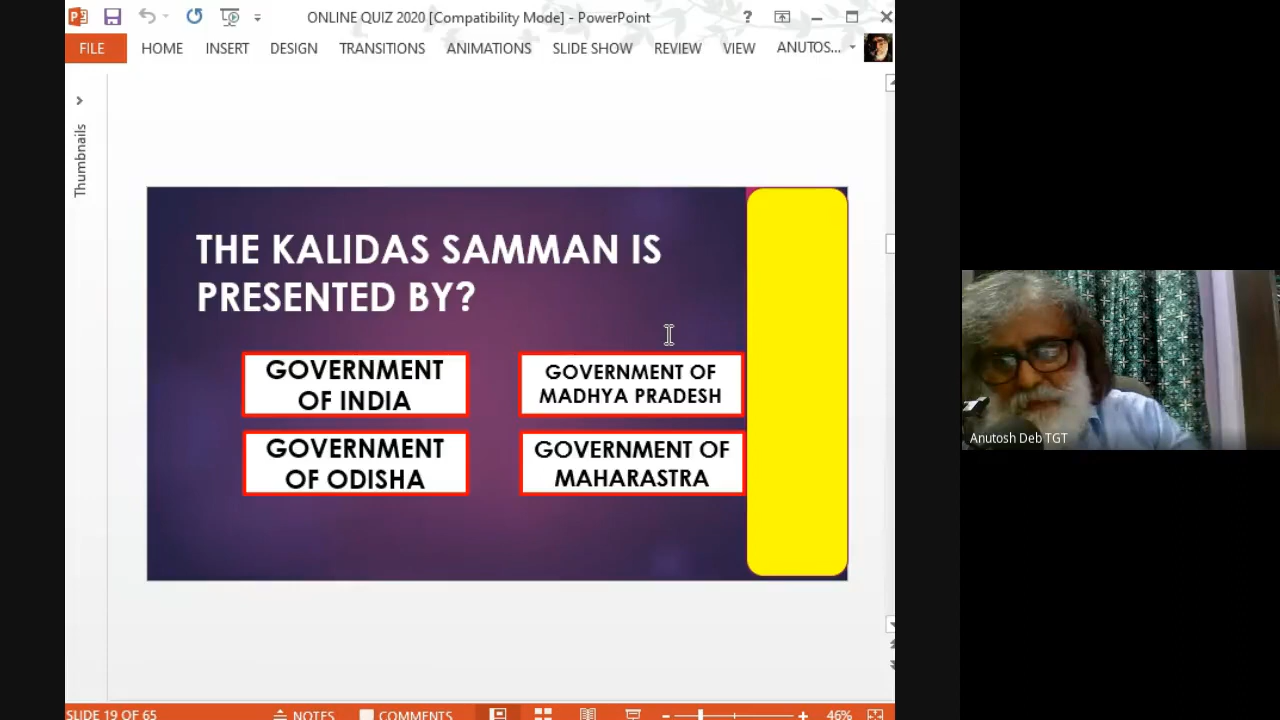 ONLINE QUIZ 2020 [Compatibility Mode] - PowerPoint
?
FILE HOME INSERT DESIGN TRANSITIONS ANIMATIONS SLIDE SHOW REVIEW VIEW ANUTOS...
Thumbnails
THE KALIDAS SAMMAN IS
PRESENTED BY?
GOVERNMENT
OF INDIA
GOVERNMENT OF
MADHYA PRADESH
GOVERNMENT
OF ODISHA
GOVERNMENT OF
MAHARASTRA
Anutosh Deb TGT
SLIDE 19 OF 65 NOTES COMMENTS 46%